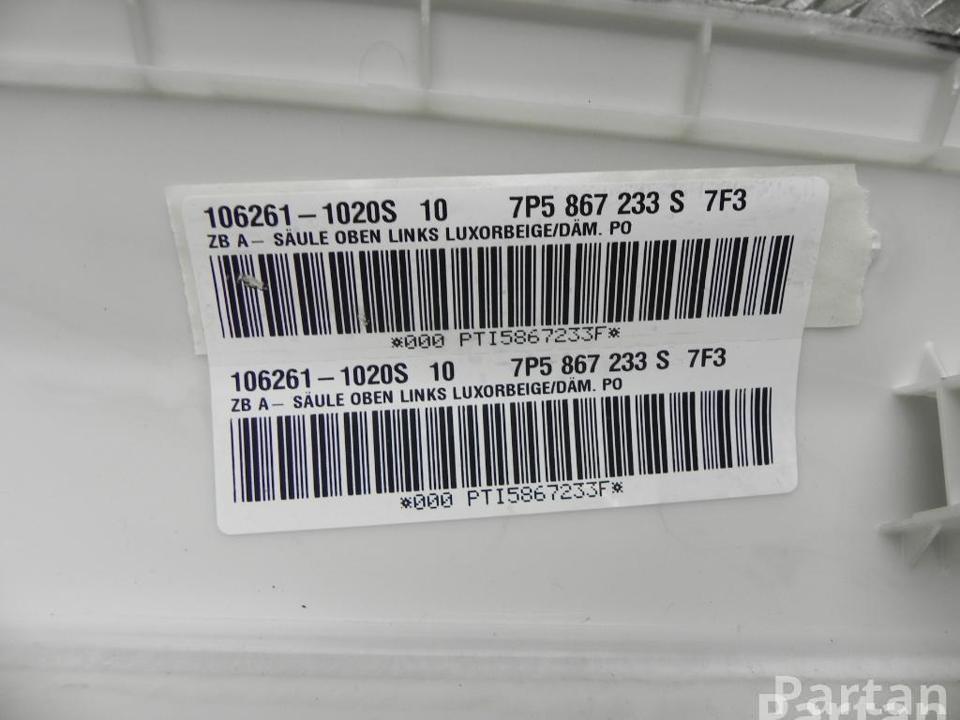 106261-1020S 10 7P5 867 233 S 7F3
ZB A- SÄULE OBEN LINKS LUXORBEIGE/DÄM. PO
*000 PTI5867233F*
106261-1020S 10 7P5 867 233 S 7F3
ZB A- SÄULE OBEN LINKS LUXORBEIGE/DÄM. PO
*000 PTI5867233F*
Partan
Partan